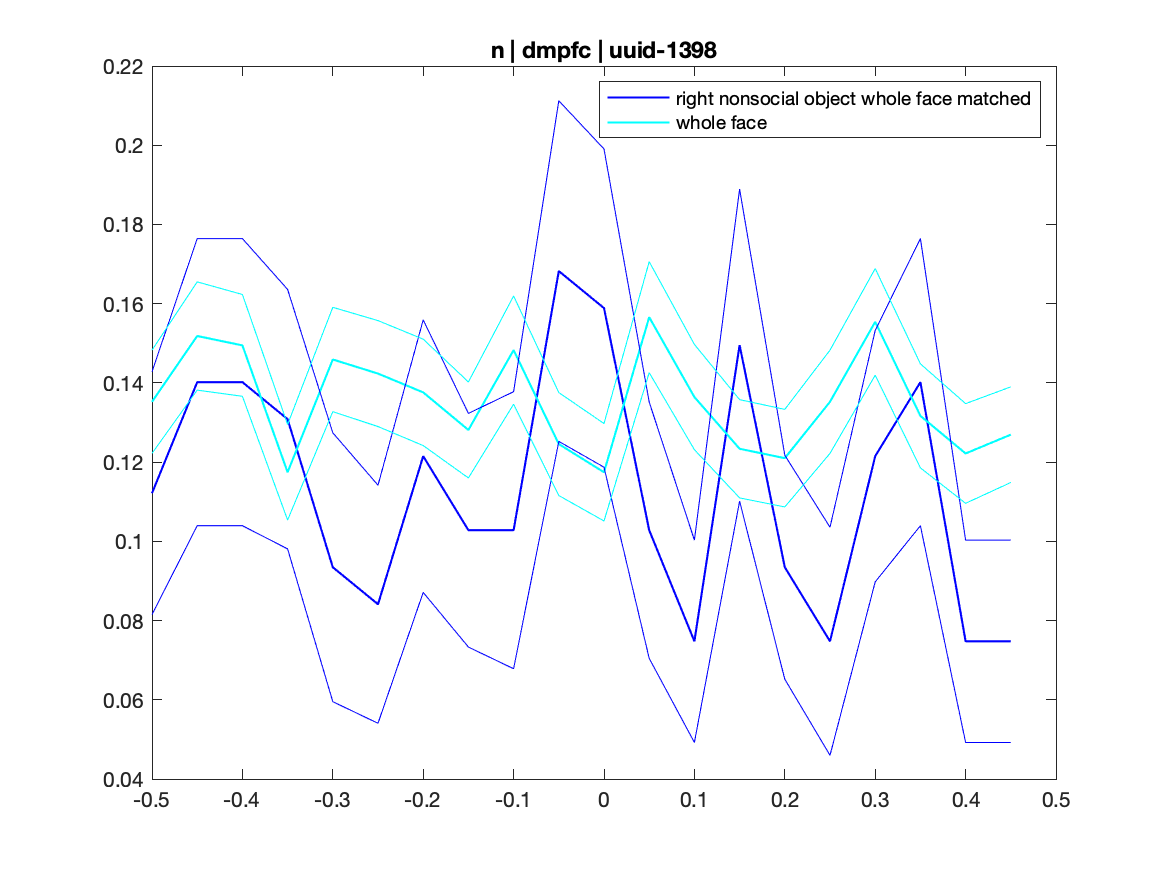 n | dmpfc | uuid-1398
right nonsocial object whole face matched
whole face
0.22
0.2
0.18
0.16
0.14
0.12
0.1
0.08
0.06
0.04
-0.5 -0.4 -0.3 -0.2 -0.1 0 0.1 0.2 0.3 0.4 0.5